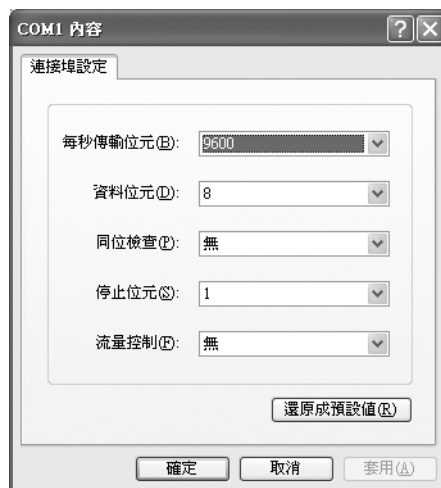 COM1 內容
連接埠設定
每秒傳輸位元(B): 9600
資料位元(D): 8
同位檢查(P): 無
停止位元(S): 1
流量控制(F): 無
還原成預設値(R)
確定 取消 套用(A)